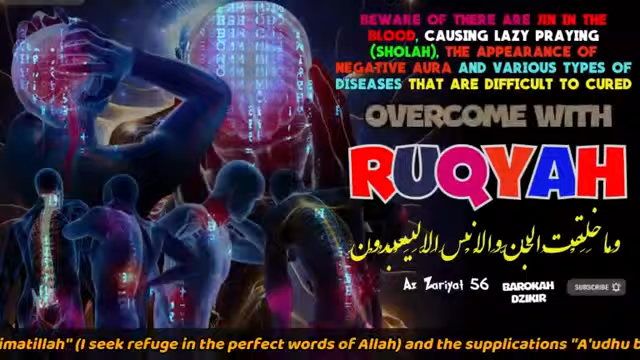 BEWARE OF THERE ARE JIN IN THE
BLOOD, CAUSING LAZY PRAYING
(SHOLAH), THE APPEARANCE OF
NEGATIVE AURA AND VARIOUS TYPES OF
DISEASES THAT ARE DIFFICULT TO CURED
OVERCOME WITH
RUQYAH
وما خلقت الجن والانس الا ليعبدون
Az Zariyat 56
BAROKAH
DZIKIR
SUBSCRIBE
imatillah" (I seek refuge in the perfect words of Allah) and the supplications "A'udhu b